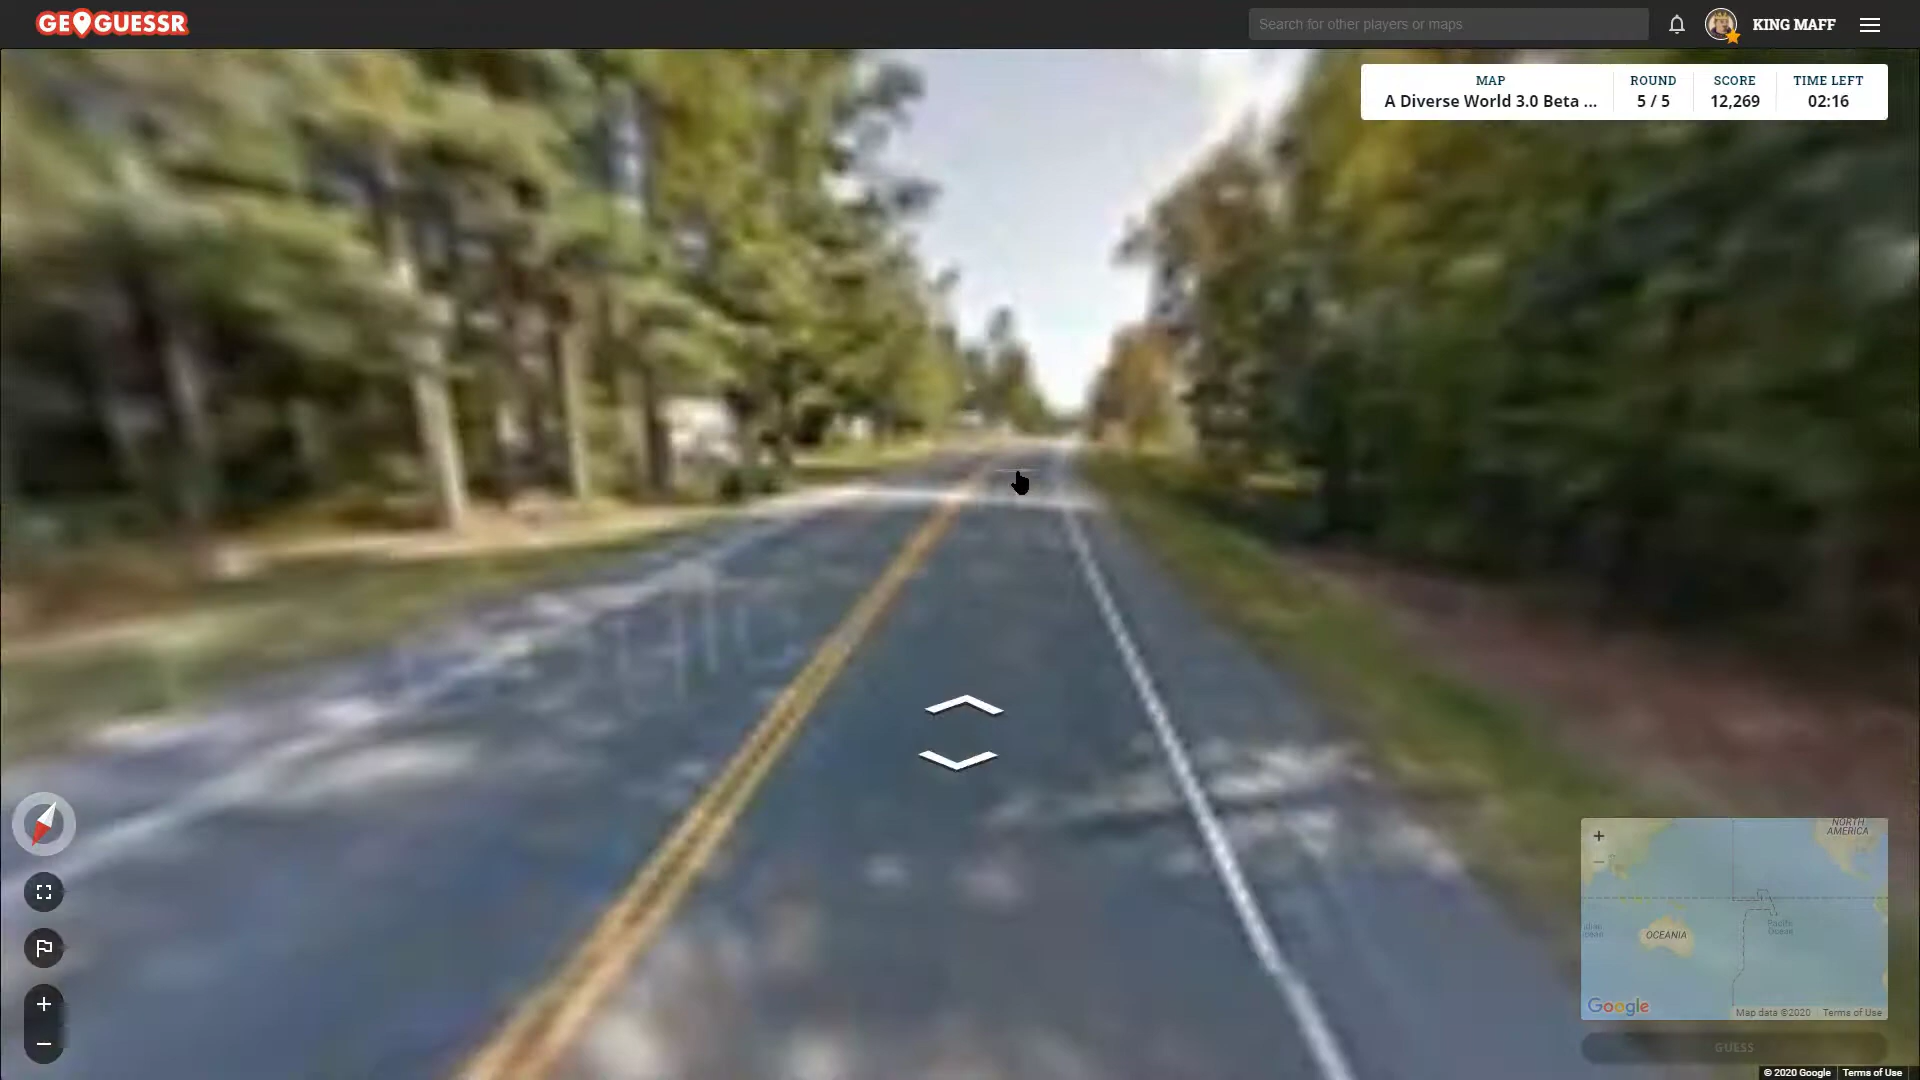 GEOGUESSR
Search for other players or maps
KING MAFF
MAP
A Diverse World 3.0 Beta ...
ROUND
5 / 5
SCORE
12,269
TIME LEFT
02:16
NORTH
AMERICA
OCEANIA
Pacific
Ocean
Google
Map data ©2020
Terms of Use
GUESS
© 2020 Google
Terms of Use